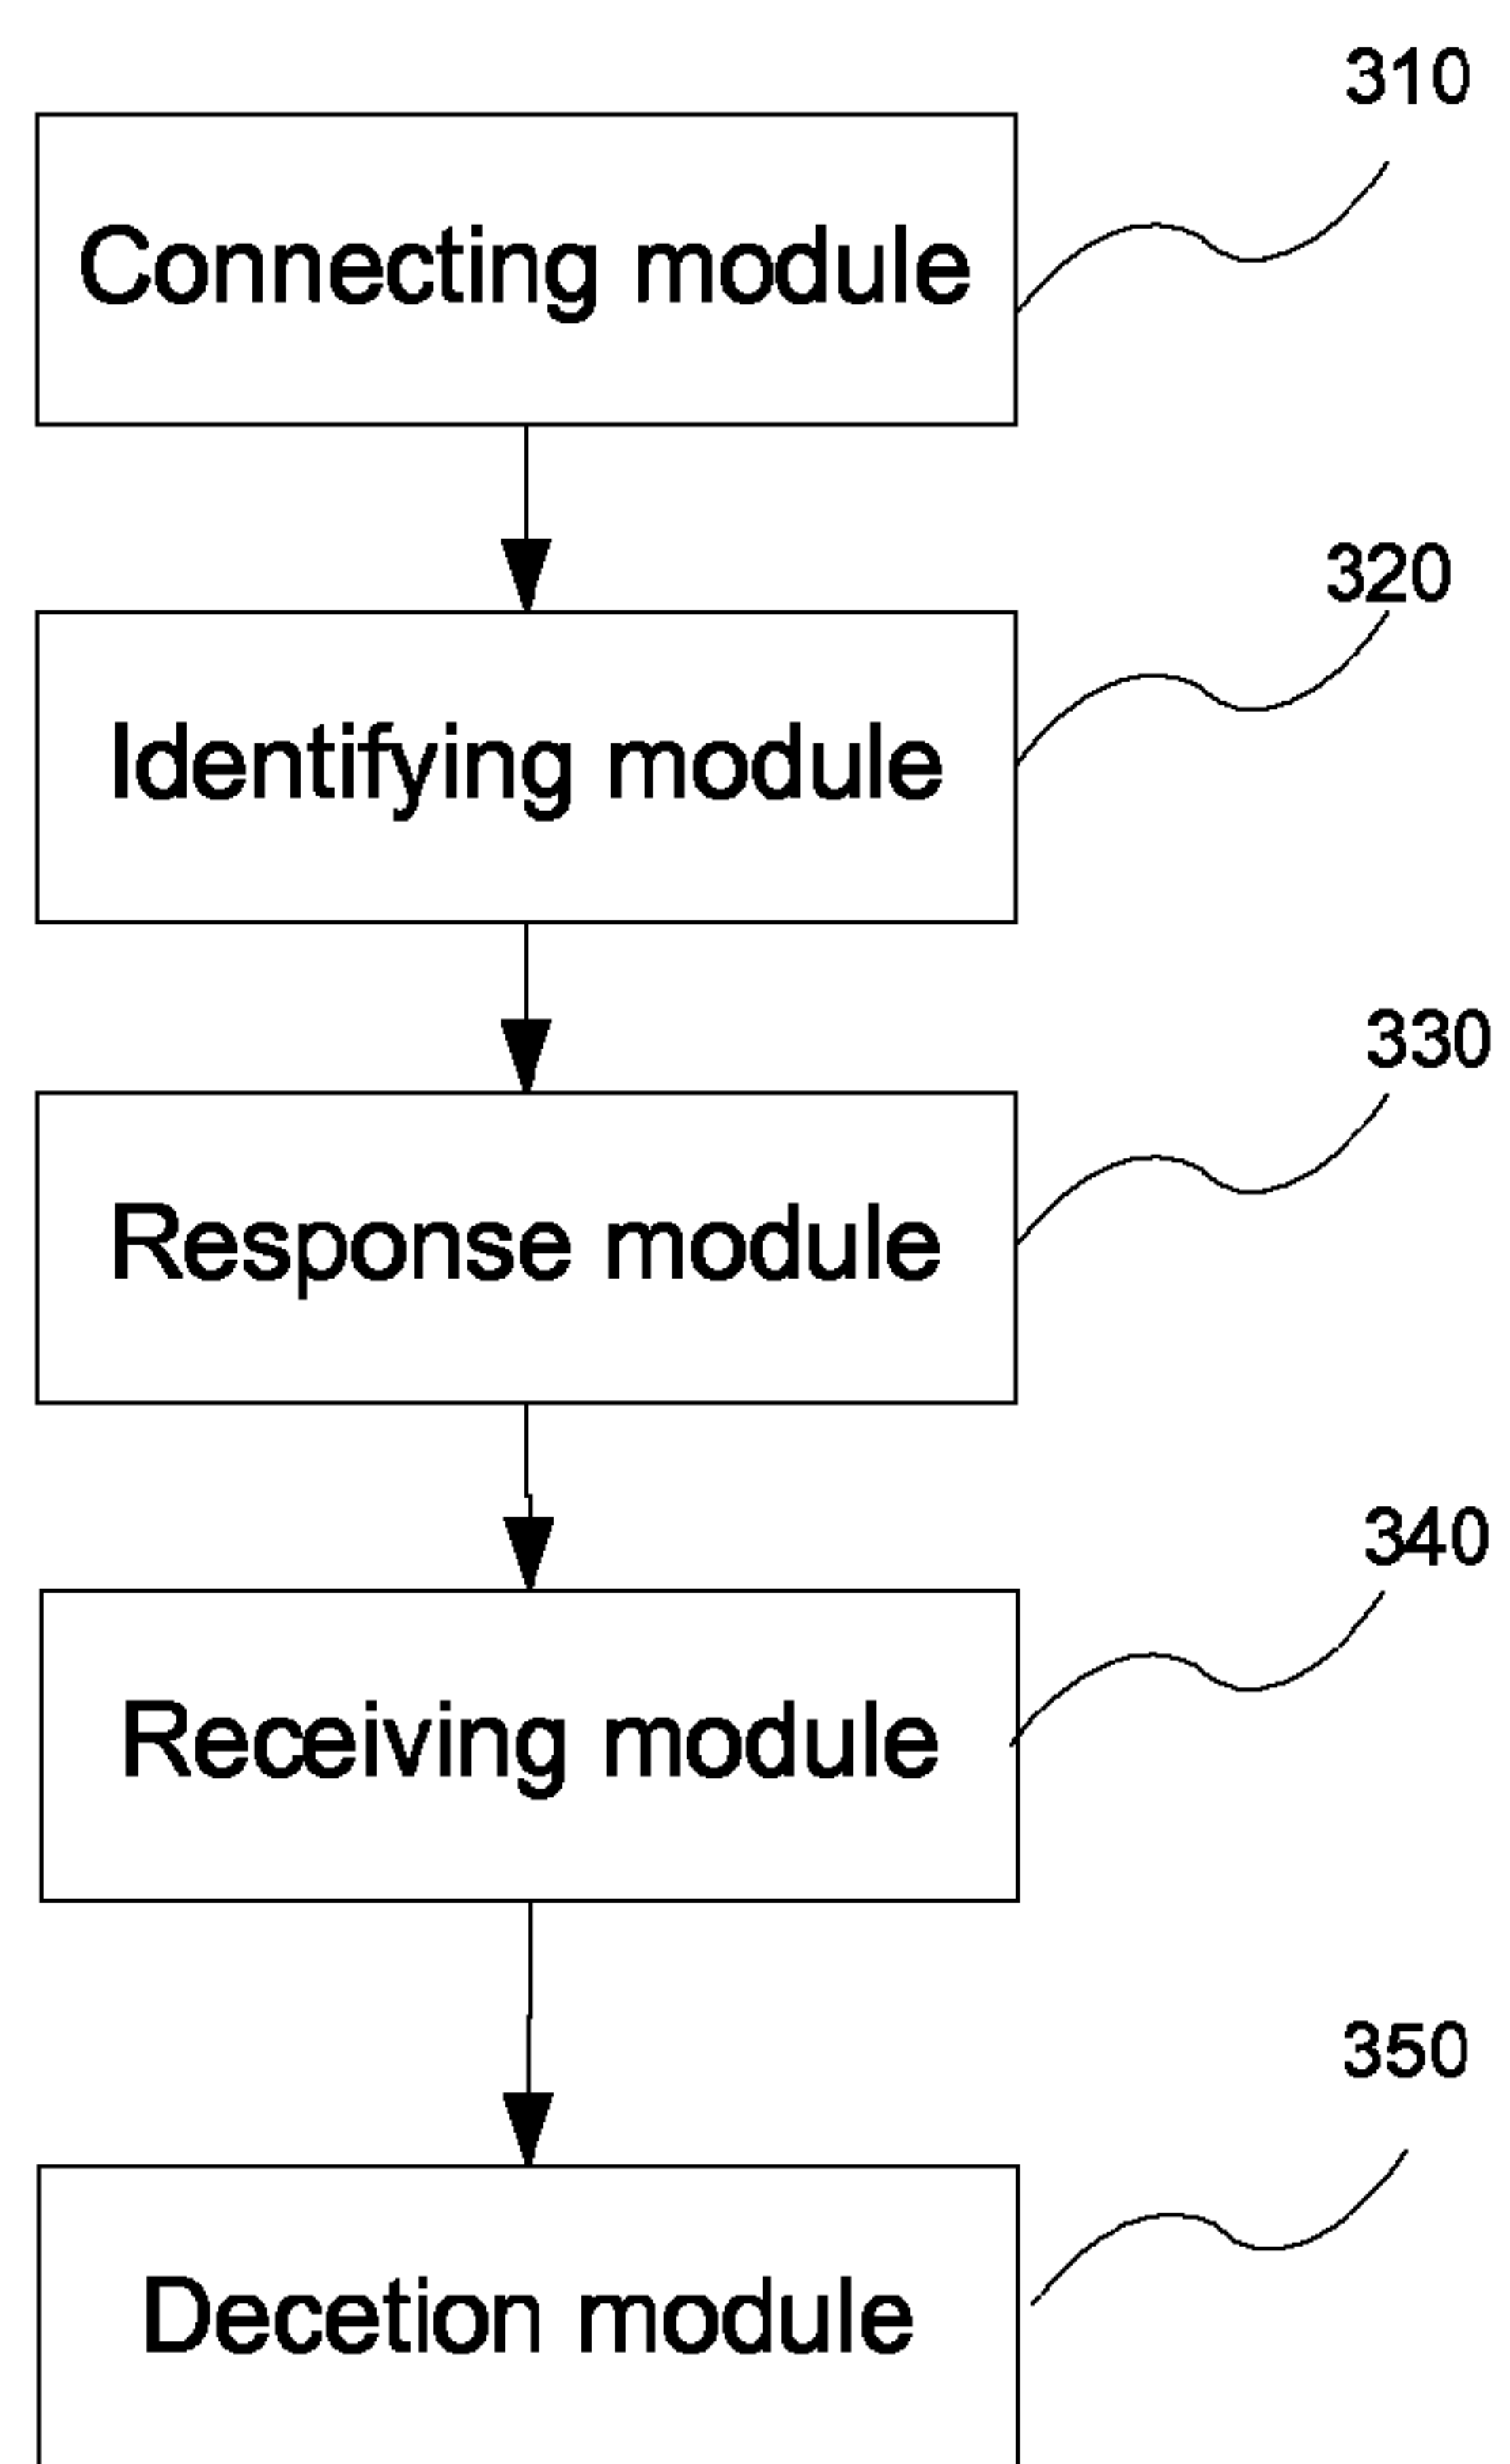 310
Connecting module
320
Identifying module
330
Response module
340
Receiving module
350
Decetion module